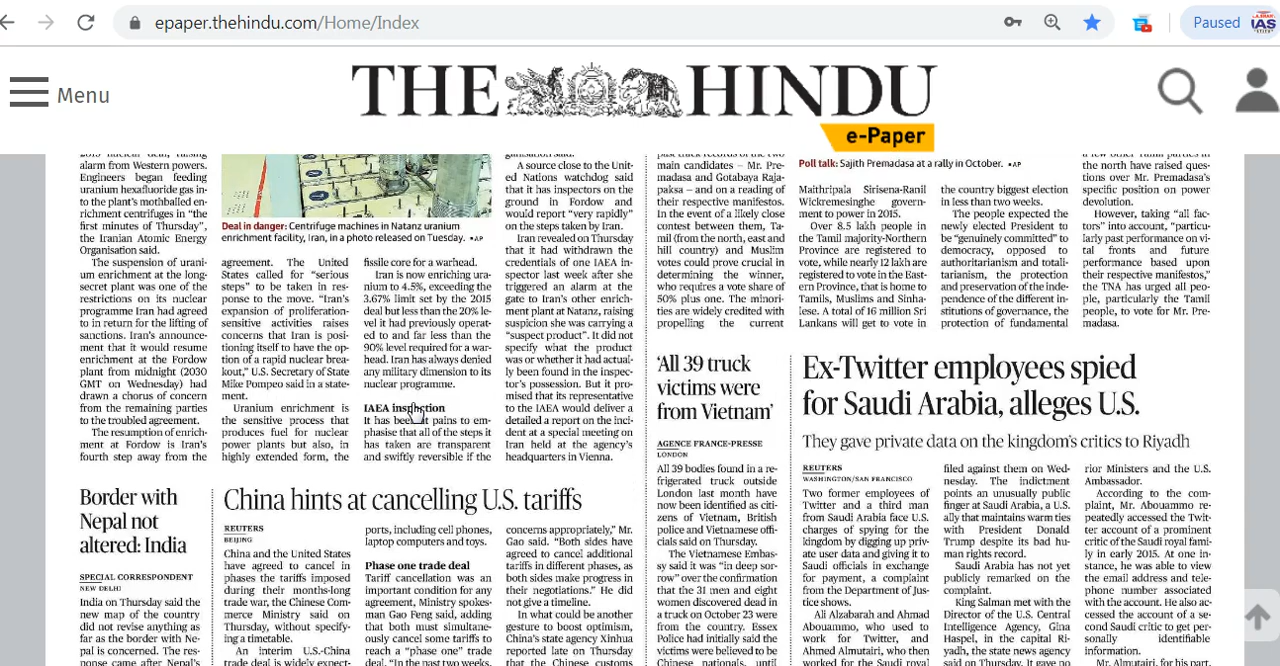 epaper.thehindu.com/Home/Index
Paused
IAS
Menu
THE HINDU
e-Paper
alarm from Western powers.
Engineers began feeding
uranium hexafluoride gas in-
to the plant's mothballed en-
richment centrifuges in "the
first minutes of Thursday",
the Iranian Atomic Energy
Organisation said.
The suspension of urani-
um enrichment at the long-
secret plant was one of the
restrictions on its nuclear
programme Iran had agreed
to in return for the lifting of
sanctions. Iran's announce-
ment that it would resume
enrichment at the Fordow
plant from midnight (2030
GMT on Wednesday) had
drawn a chorus of concern
from the remaining parties
to the troubled agreement.
The resumption of enrich-
ment at Fordow is Iran's
fourth step away from the
Deal in danger: Centrifuge machines in Natanz uranium
enrichment facility, Iran, in a photo released on Tuesday. •AP
agreement. The United
States called for "serious
steps" to be taken in res-
ponse to the move. "Iran's
expansion of proliferation-
sensitive activities raises
concerns that Iran is po-
sitioning itself to have the op-
tion of a rapid nuclear break-
out," U.S. Secretary of State
Mike Pompeo said in a state-
ment.
Uranium enrichment is
the sensitive process that
produces fuel for nuclear
power plants but also, in
highly extended form, the
fissile core for a warhead.
Iran is now enriching ura-
nium to 4.5%, exceeding the
3.67% limit set by the 2015
deal but less than the 20% le-
vel it had previously operat-
ed to and far less than the
90% level required for a war-
head. Iran has always denied
any military dimension to its
nuclear programme.
IAEA inspection
It has been at pains to em-
phasise that all of the steps it
has taken are transparent
and swiftly reversible if the
A source close to the Unit-
ed Nations watchdog said
that it has inspectors on the
ground in Fordow and
would report "very rapidly"
on the steps taken by Iran.
Iran revealed on Thursday
that it had withdrawn the
credentials of one IAEA in-
spector last week after she
triggered an alarm at the
gate to Iran's other enrich-
ment plant at Natanz, raising
suspicion she was carrying a
"suspect product". It did not
specify what the product
was or whether it had actual-
ly been found in the inspec-
tor's possession. But it pro-
mised that its representative
to the IAEA would deliver a
detailed a report on the inci-
dent at a special meeting on
Iran held at the agency's
headquarters in Vienna.
main candidates – Mr. Pre-
madasa and Gotabaya Raja-
paksa – and on a reading of
their respective manifestos.
In the event of a likely close
contest between them, Ta-
mil (from the north, east and
hill country) and Muslim
votes could prove crucial in
determining the winner,
who requires a vote share of
50% plus one. The minori-
ties are widely credited with
propelling the current
Poll talk: Sajith Premadasa at a rally in October. •AP
Maithripala Sirisena-Ranil
Wickremesinghe govern-
ment to power in 2015.
Over 8.5 lakh people in
the Tamil majority-Northern
Province are registered to
vote, while nearly 12 lakh are
registered to vote in the East-
ern Province, that is home to
Tamils, Muslims and Sinha-
lese. A total of 16 million Sri
Lankans will get to vote in
the country biggest election
in less than two weeks.
The people expected the
newly elected President to
be "genuinely committed" to
democracy, opposed to
authoritarianism and totali-
tarianism, the protection
and preservation of the inde-
pendence of the different in-
stitutions of governance, the
protection of fundamental
the north have raised ques-
tions over Mr. Premadasa's
specific position on power
devolution.
However, taking "all fac-
tors" into account, "particu-
larly past performance on vi-
tal fronts and future
performance based upon
their respective manifestos,"
the TNA has urged all peo-
ple, particularly the Tamil
people, to vote for Mr. Pre-
madasa.
Border with
Nepal not
altered: India
SPECIAL CORRESPONDENT
NEW DELHI
India on Thursday said the
new map of the country
did not revise anything as
far as the border with Ne-
pal is concerned. The res-
ponse came after Nepal's
China hints at cancelling U.S. tariffs
REUTERS
BEIJING
China and the United States
have agreed to cancel in
phases the tariffs imposed
during their months-long
trade war, the Chinese Com-
merce Ministry said on
Thursday, without specify-
ing a timetable.
An interim U.S.-China
trade deal is widely expect-
ports, including cell phones,
laptop computers and toys.
Phase one trade deal
Tariff cancellation was an
important condition for any
agreement, Ministry spokes-
man Gao Feng said, adding
that both must simultane-
ously cancel some tariffs to
reach a "phase one" trade
deal. "In the past two weeks,
concerns appropriately," Mr.
Gao said. "Both sides have
agreed to cancel additional
tariffs in different phases, as
both sides make progress in
their negotiations." He did
not give a timeline.
In what could be another
gesture to boost optimism,
China's state agency Xinhua
reported late on Thursday
that the Chinese customs
'All 39 truck
victims were
from Vietnam'
AGENCE FRANCE-PRESSE
LONDON
All 39 bodies found in a re-
frigerated truck outside
London last month have
now been identified as citi-
zens of Vietnam, British
police and Vietnamese offi-
cials said on Thursday.
The Vietnamese Embas-
sy said it was "in deep sor-
row" over the confirmation
that the 31 men and eight
women discovered dead in
a truck on October 23 were
from the country. Essex
Police had initially said the
victims were believed to be
Chinese nationals, until
Ex-Twitter employees spied
for Saudi Arabia, alleges U.S.
They gave private data on the kingdom's critics to Riyadh
REUTERS
WASHINGTON/SAN FRANCISCO
Two former employees of
Twitter and a third man
from Saudi Arabia face U.S.
charges of spying for the
kingdom by digging up priv-
ate user data and giving it to
Saudi officials in exchange
for payment, a complaint
from the Department of Jus-
tice shows.
Ali Alzabarah and Ahmad
Abouammo, who used to
work for Twitter, and
Ahmed Almutairi, who then
worked for the Saudi royal
filed against them on Wed-
nesday. The indictment
points an unusually public
finger at Saudi Arabia, a U.S.
ally that maintains warm ties
with President Donald
Trump despite its bad hu-
man rights record.
Saudi Arabia has not yet
publicly remarked on the
complaint.
King Salman met with the
Director of the U.S. Central
Intelligence Agency, Gina
Haspel, in the capital Ri-
yadh, the state news agency
said on Thursday. It gave no
rior Ministers and the U.S.
Ambassador.
According to the com-
plaint, Mr. Abouammo re-
peatedly accessed the Twit-
ter account of a prominent
critic of the Saudi royal fami-
ly in early 2015. At one in-
stance, he was able to view
the email address and tele-
phone number associated
with the account. He also ac-
cessed the account of a se-
cond Saudi critic to get per-
sonally identifiable
information.
Mr. Almutairi, for his par